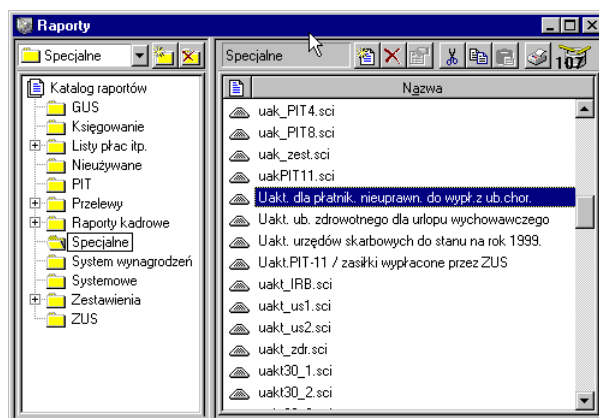 Raporty
Specjalne
Specjalne
107
Katalog raportów
GUS
Księgowanie
Listy płac itp.
Nieużywane
PIT
Przelewy
Raporty kadrowe
Specjalne
System wynagrodzeń
Systemowe
Zestawienia
ZUS
Nazwa
uak_PIT4.sci
uak_PIT8.sci
uak_zest.sci
uakPIT11.sci
Uakt. dla płatnik. nieuprawn. do wypł.z ub.chor.
Uakt. ub. zdrowotnego dla urlopu wychowawczego
Uakt. urzędów skarbowych do stanu na rok 1999.
Uakt.PIT-11 / zasiłki wypłacone przez ZUS
uakt_IRB.sci
uakt_us1.sci
uakt_us2.sci
uakt_zdr.sci
uakt30_1.sci
uakt30_2.sci